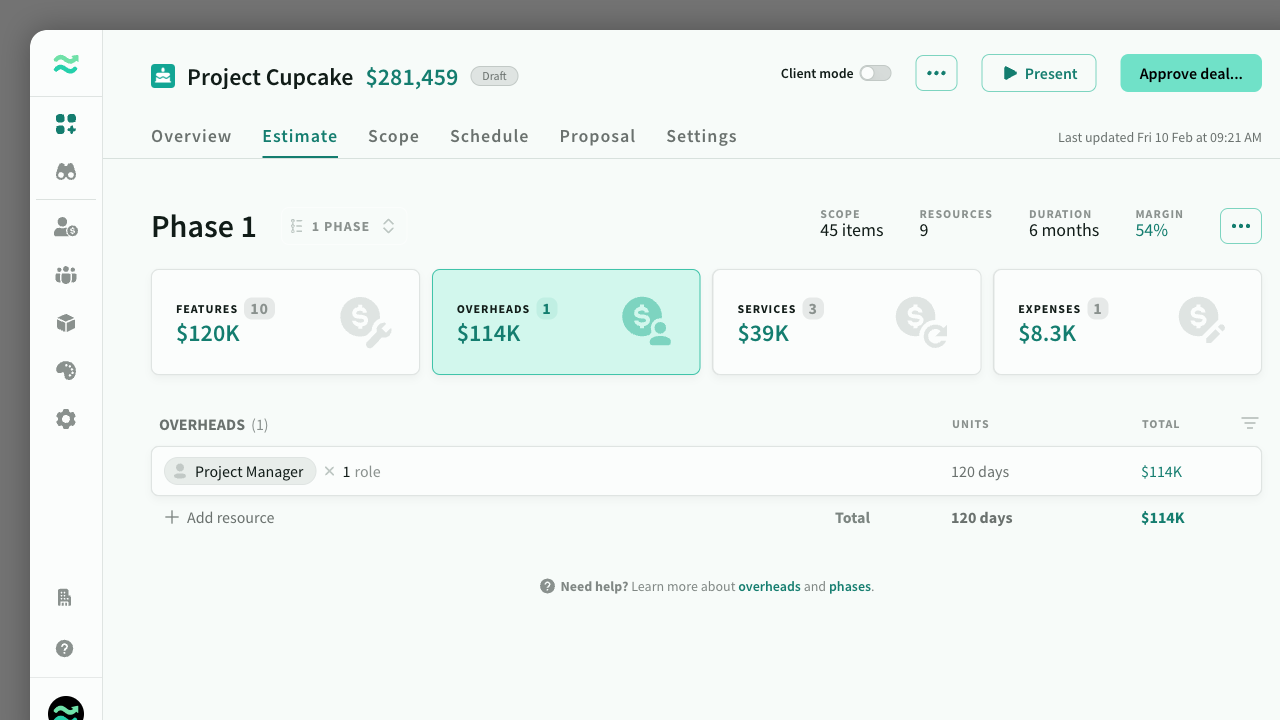 Project Cupcake $281,459 Draft
Client mode
Present
Approve deal...
Overview Estimate Scope Schedule Proposal Settings
Last updated Fri 10 Feb at 09:21 AM
Phase 1
1 PHASE
SCOPE RESOURCES DURATION MARGIN
45 items 9 6 months 54%
FEATURES 10
$120K
OVERHEADS 1
$114K
SERVICES 3
$39K
EXPENSES 1
$8.3K
OVERHEADS (1) UNITS TOTAL
Project Manager × 1 role 120 days $114K
+ Add resource Total 120 days $114K
? Need help? Learn more about overheads and phases.